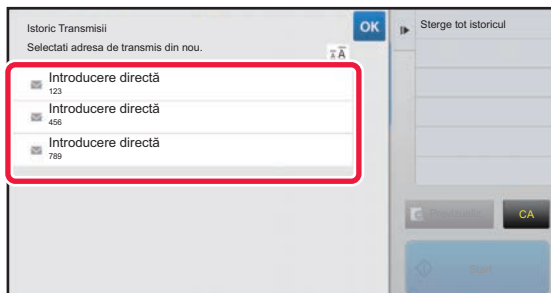 Istoric Transmisii
OK
Sterge tot istoricul
Selectati adresa de transmis din nou.
A A
Introducere directă
123
Introducere directă
456
Introducere directă
789
CA
Start